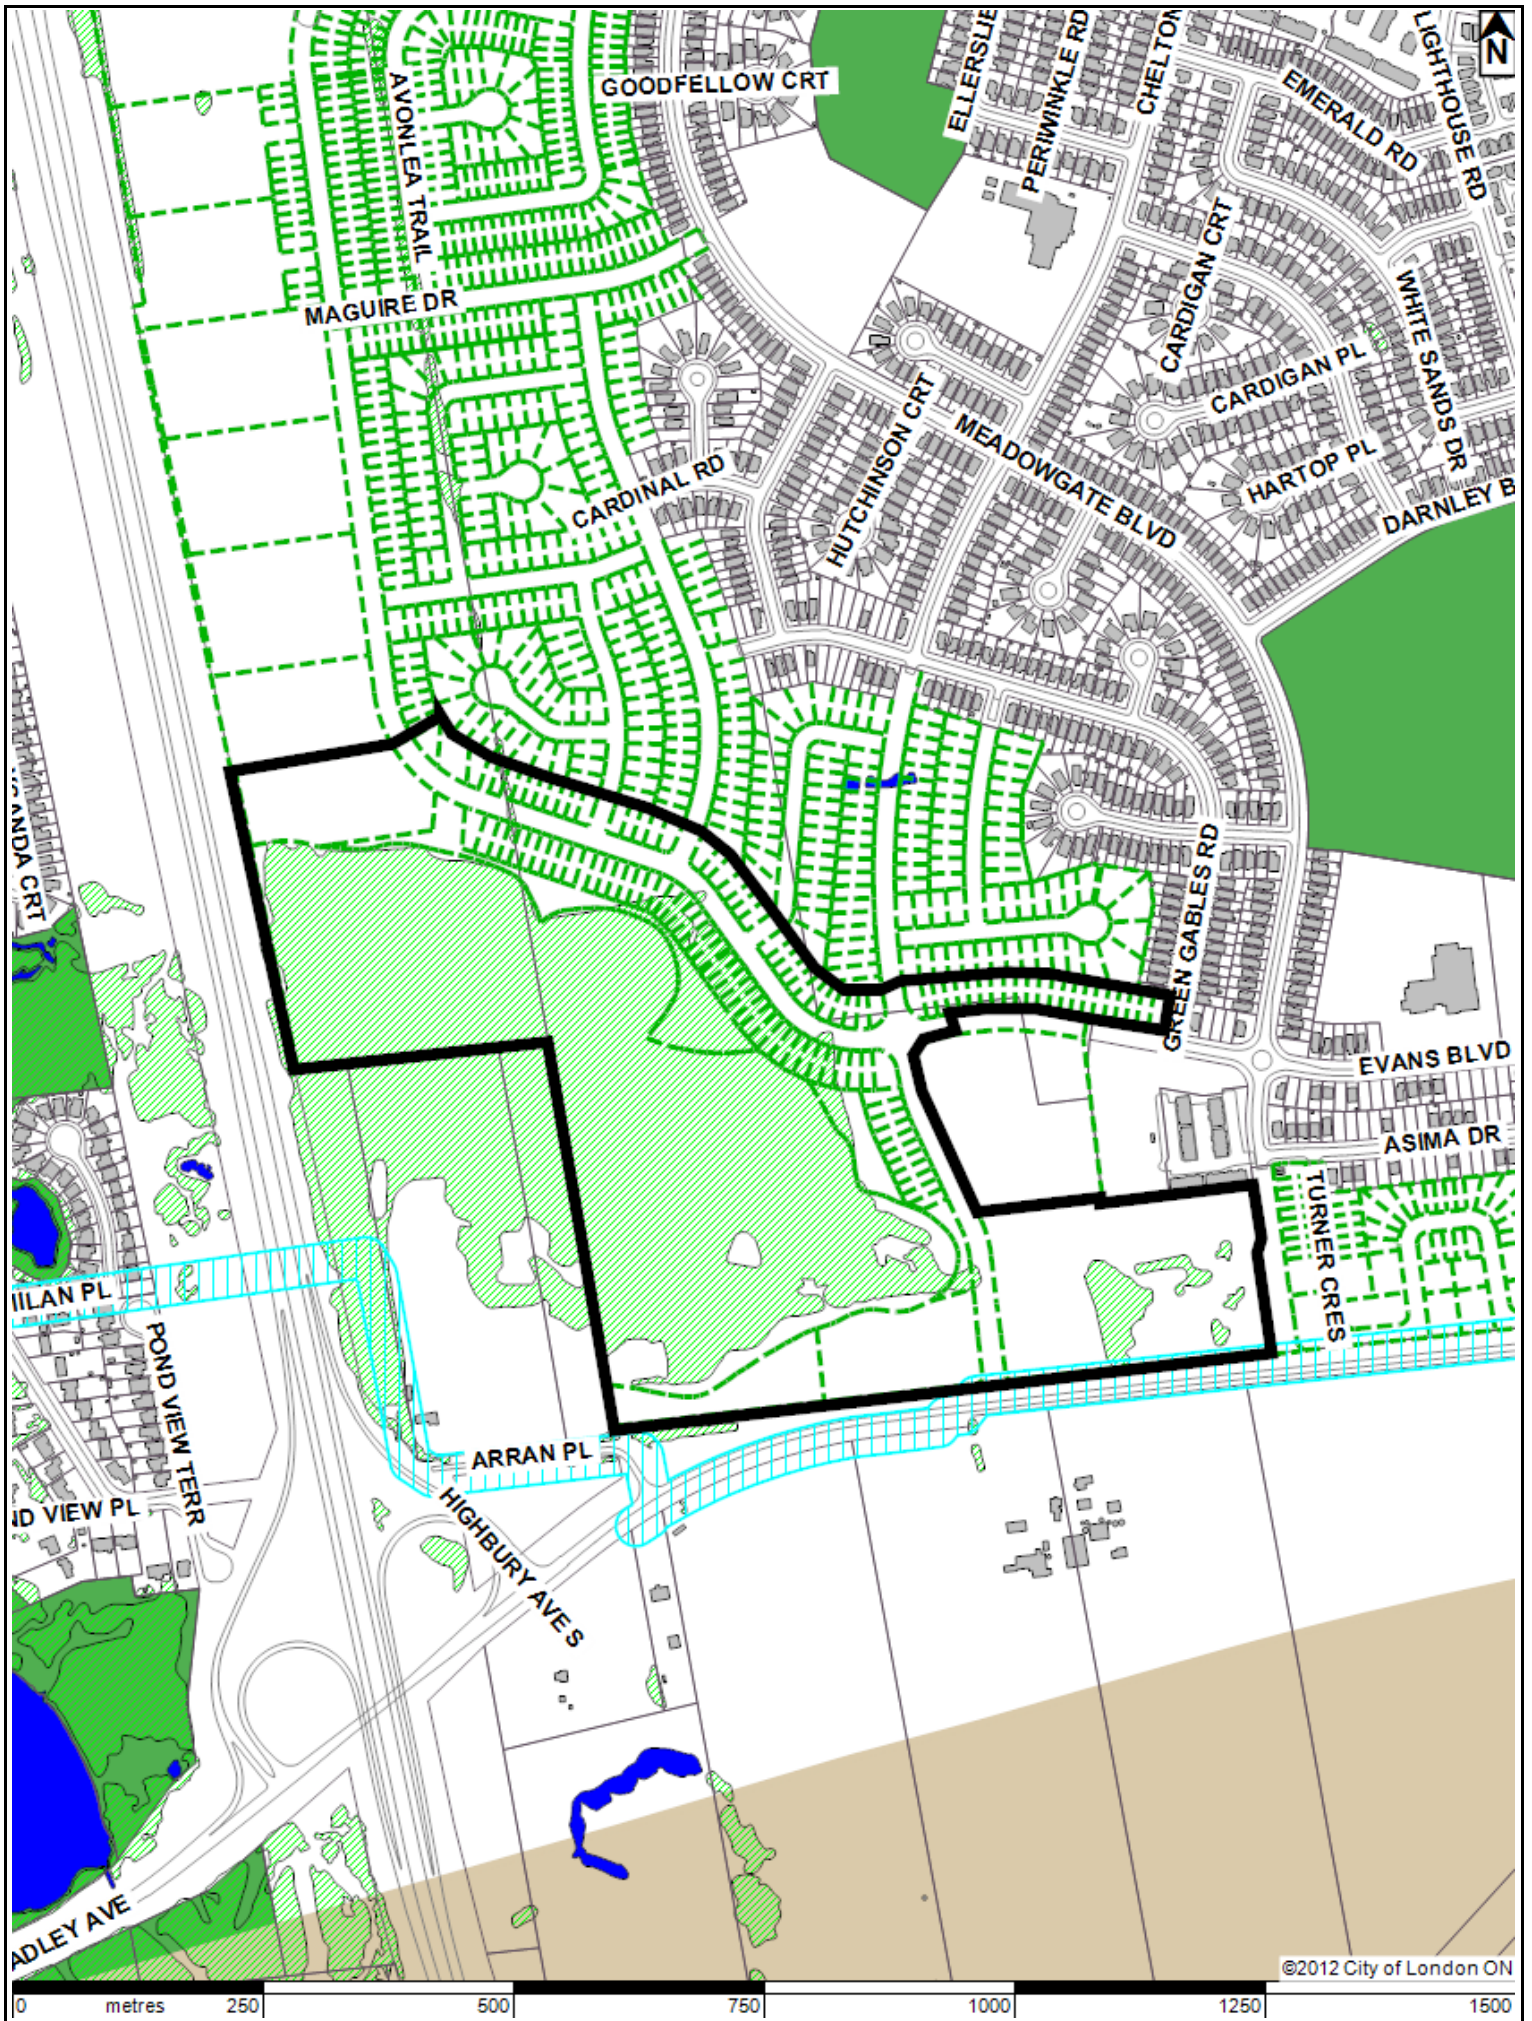 GOODFELLOW CRT
ELLERSLIE
PERIWINKLE RD
CHELTON
LIGHTHOUSE RD
EMERALD RD
N
AVONLEA TRAIL
MAGUIRE DR
CARDIGAN CRT
CARDIGAN PL
WHITE SANDS DR
HUTCHINSON CRT
MEADOWGATE BLVD
HARTOP PL
DARNLEY B
CARDINAL RD
ANDA CRT
GREEN GABLES RD
EVANS BLVD
ASIMA DR
TURNER CRES
MILAN PL
POND VIEW TERR
ARRAN PL
HIGHBURY AVE S
ND VIEW PL
ADLEY AVE
©2012 City of London ON
0 metres 250 500 750 1000 1250 1500